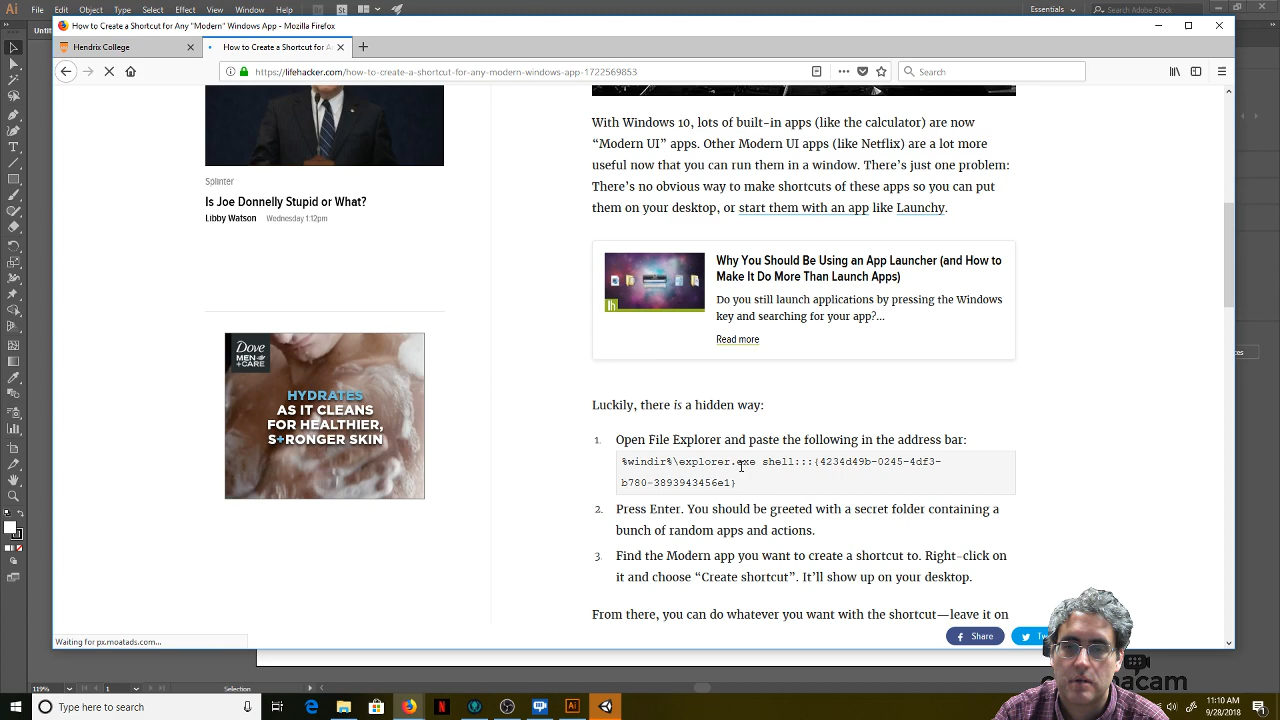 Ai File Edit
Essentials Search Adobe Stock
How to Create a Shortcut for Any "Modern" Windows App - Mozilla Firefox
Hendrix College
How to Create a Shortcut for A
https://lifehacker.com/how-to-create-a-shortcut-for-any-modern-windows-app-1722569853
Search
Splinter
Is Joe Donnelly Stupid or What?
Libby Watson Wednesday 1:12pm
Dove
MEN
+CARE
HYDRATES
AS IT CLEANS
FOR HEALTHIER,
S+RONGER SKIN
With Windows 10, lots of built-in apps (like the calculator) are now
“Modern UI” apps. Other Modern UI apps (like Netflix) are a lot more
useful now that you can run them in a window. There’s just one problem:
There’s no obvious way to make shortcuts of these apps so you can put
them on your desktop, or start them with an app like Launchy.
lh
Why You Should Be Using an App Launcher (and How to
Make It Do More Than Launch Apps)
Do you still launch applications by pressing the Windows
key and searching for your app?...
Read more
Luckily, there is a hidden way:
1. Open File Explorer and paste the following in the address bar:
%windir%\explorer.exe shell:::{4234d49b-0245-4df3-
b780-3893943456e1}
2. Press Enter. You should be greeted with a secret folder containing a
bunch of random apps and actions.
3. Find the Modern app you want to create a shortcut to. Right-click on
it and choose “Create shortcut”. It’ll show up on your desktop.
From there, you can do whatever you want with the shortcut—leave it on
Share
Waiting for px.moatads.com...
119% 1 Selection
Type here to search
11:10 AM
9/28/2018